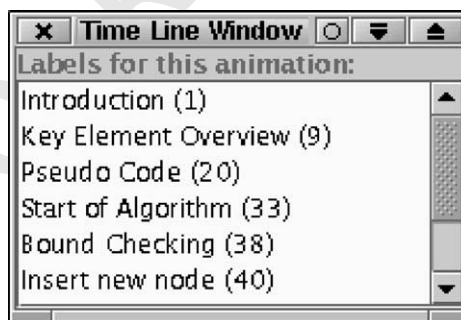 Time Line Window
Labels for this animation:
Introduction (1)
Key Element Overview (9)
Pseudo Code (20)
Start of Algorithm (33)
Bound Checking (38)
Insert new node (40)